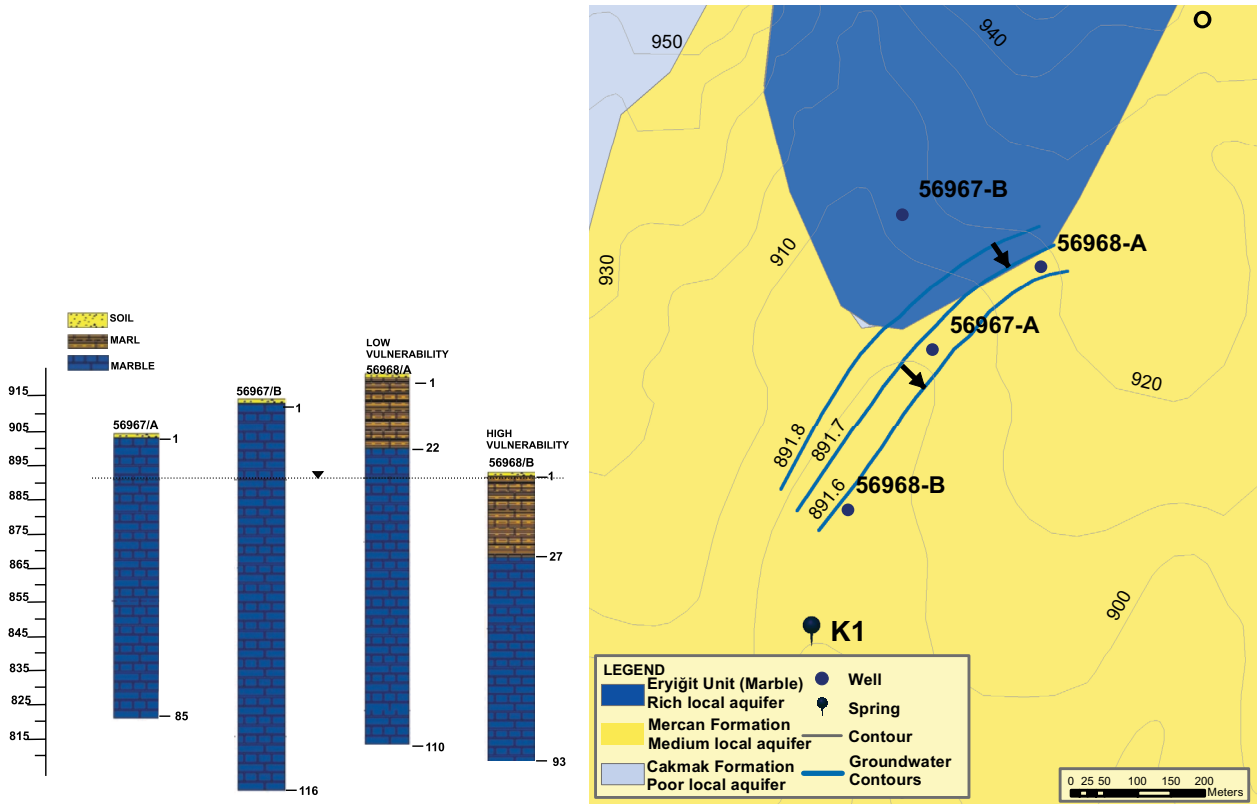 SOIL
MARL
MARBLE
LOW
VULNERABILITY
56968/A
56967/B
56967/A
HIGH
VULNERABILITY
56968/B
915
905
895
885
875
865
855
845
835
825
815
1
85
1
116
1
22
110
1
27
93
950
940
930
910
920
900
56967-B
56968-A
56967-A
56968-B
891.8
891.7
891.6
K1
LEGEND
Eryiğit Unit (Marble)
Rich local aquifer
Mercan Formation
Medium local aquifer
Cakmak Formation
Poor local aquifer
Well
Spring
Contour
Groundwater
Contours
0 25 50 100 150 200
Meters